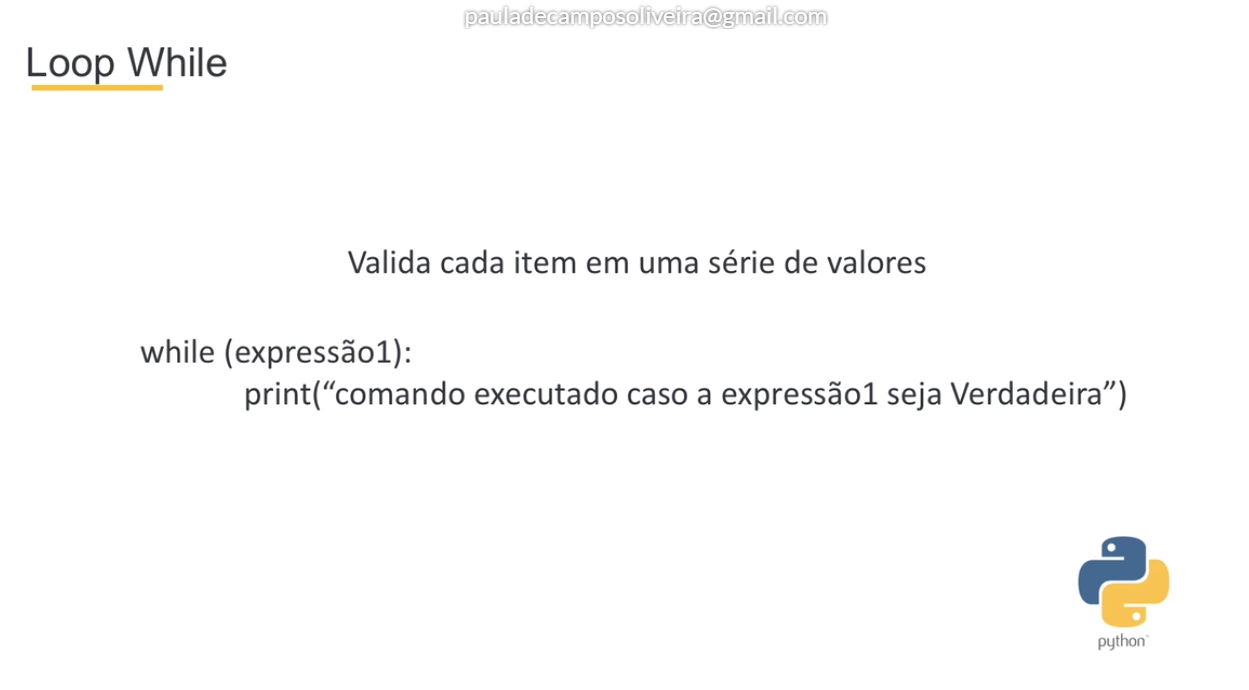 pauladecamposoliveira@gmail.com
Loop While
Valida cada item em uma série de valores
while (expressão1):
print(“comando executado caso a expressão1 seja Verdadeira”)
python™